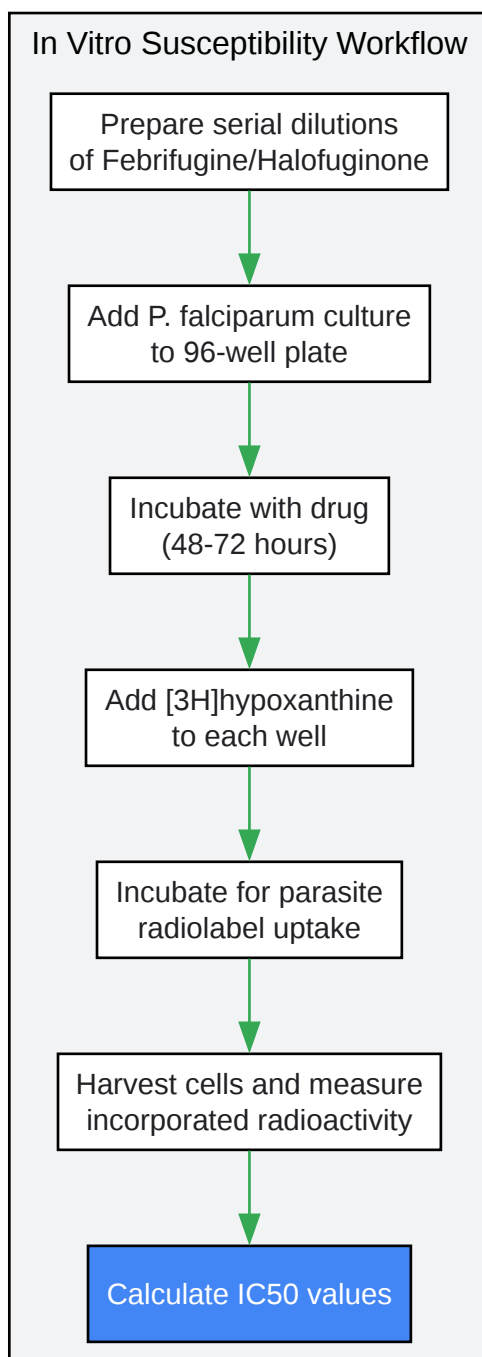 In Vitro Susceptibility Workflow
Prepare serial dilutions
of Febrifugine/Halofuginone
Add P. falciparum culture
to 96-well plate
Incubate with drug
(48-72 hours)
Add [3H]hypoxanthine
to each well
Incubate for parasite
radiolabel uptake
Harvest cells and measure
incorporated radioactivity
Calculate IC50 values